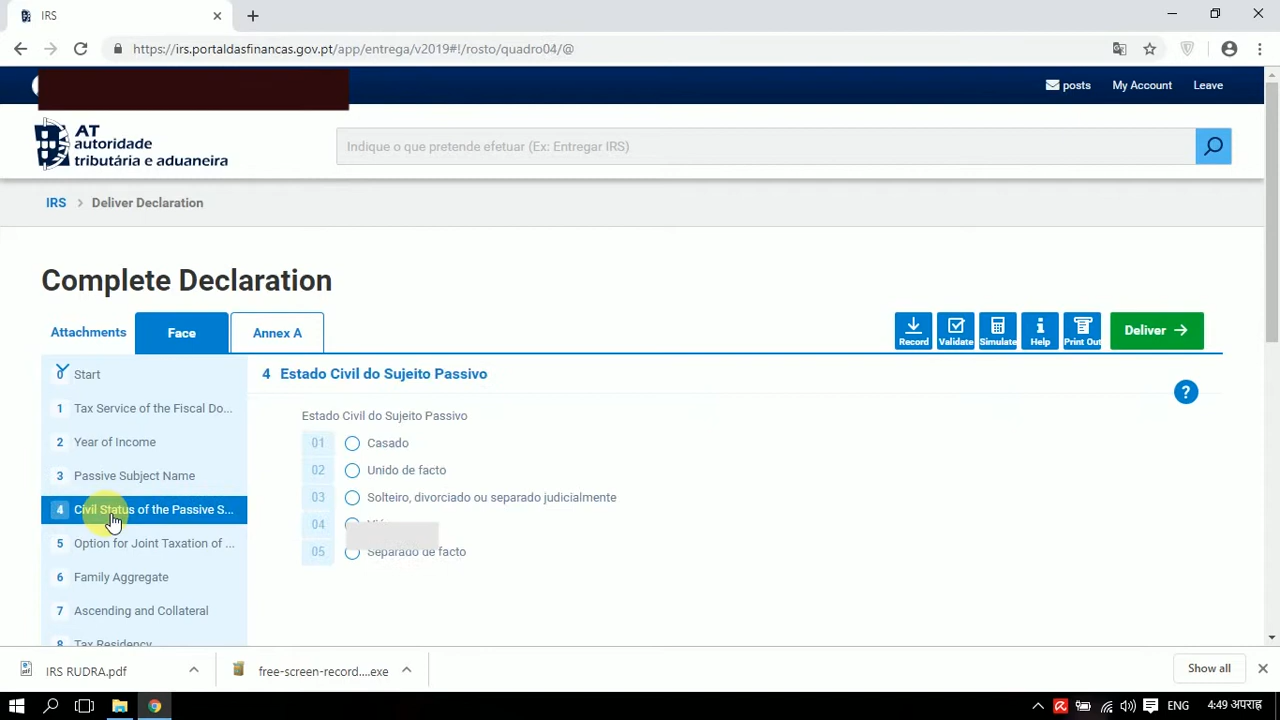 IRS
https://irs.portaldasfinancas.gov.pt/app/entrega/v2019#!/rosto/quadro04/@
posts My Account Leave
AT
autoridade
tributária e aduaneira
Indique o que pretende efetuar (Ex: Entregar IRS)
IRS > Deliver Declaration
Complete Declaration
Attachments Face Annex A
Record Validate Simulate Help Print Out Deliver
Start
4 Estado Civil do Sujeito Passivo
?
1 Tax Service of the Fiscal Do...
Estado Civil do Sujeito Passivo
2 Year of Income
01 Casado
02 Unido de facto
3 Passive Subject Name
03 Solteiro, divorciado ou separado judicialmente
4 Civil Status of the Passive S...
04
5 Option for Joint Taxation of ...
05 Separado de facto
6 Family Aggregate
7 Ascending and Collateral
8 Tax Residency
IRS RUDRA.pdf
free-screen-record....exe
Show all
ENG
4:49 अपराह्न